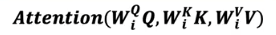 Attention(W_i^Q Q, W_i^K K, W_i^V V)